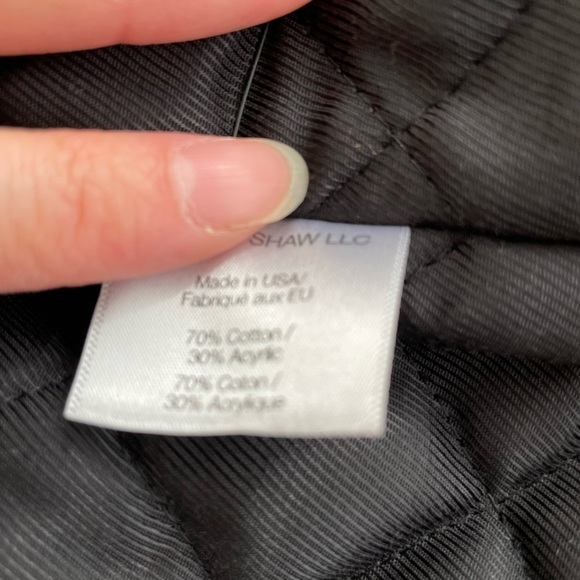 SHAW LLC
Made in USA/
Fabriqué aux EU
70% Cotton /
30% Acrylic
70% Coton /
30% Acrylique